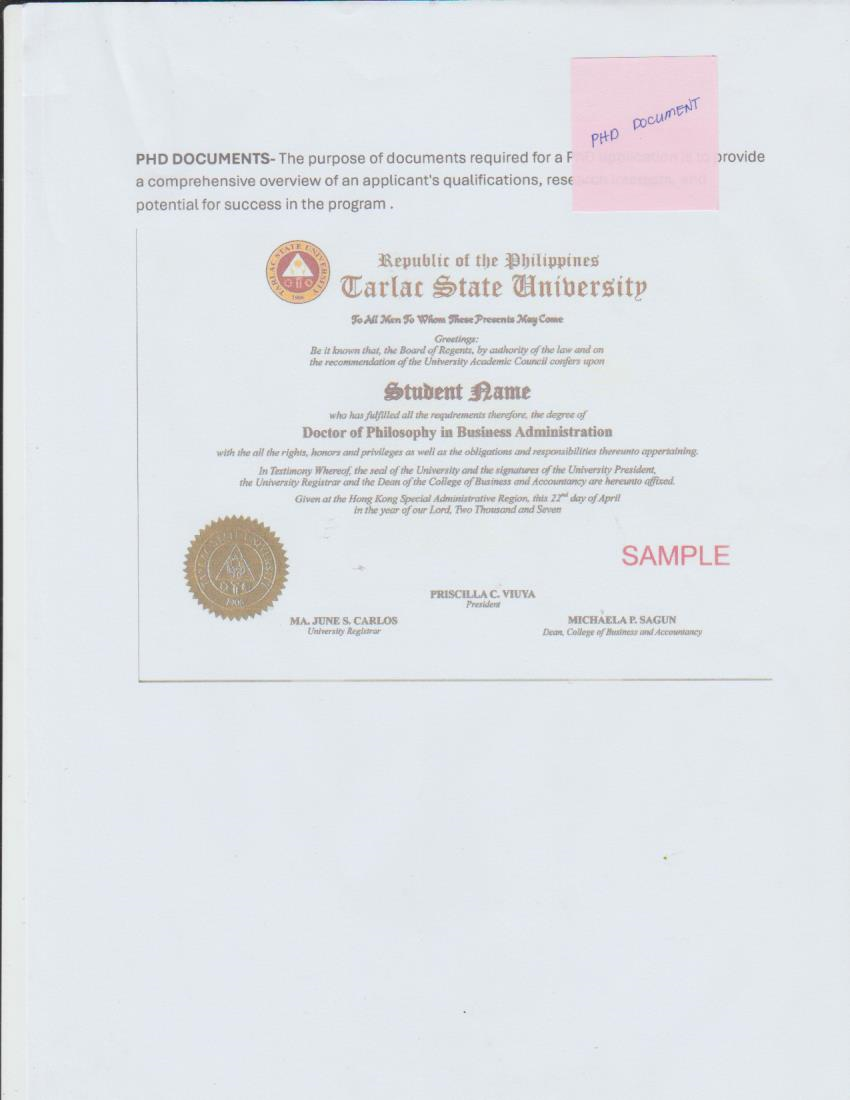 PHD DOCUMENT
PHD DOCUMENTS- The purpose of documents required for a PhD application is to provide
a comprehensive overview of an applicant's qualifications, research interests, and
potential for success in the program .
TARLAC STATE UNIVERSITY
1906
Republic of the Philippines
Tarlac State University
To All Men To Whom These Presents May Come
Greetings:
Be it known that, the Board of Regents, by authority of the law and on
the recommendation of the University Academic Council confers upon
Student Name
who has fulfilled all the requirements therefore, the degree of
Doctor of Philosophy in Business Administration
with the all the rights, honors and privileges as well as the obligations and responsibilities thereunto appertaining.
In Testimony Whereof, the seal of the University and the signatures of the University President,
the University Registrar and the Dean of the College of Business and Accountancy are hereunto affixed.
Given at the Hong Kong Special Administrative Region, this 22nd day of April
in the year of our Lord, Two Thousand and Seven
SAMPLE
TARLAC STATE UNIVERSITY
1906
PRISCILLA C. VIUYA
President
MA. JUNE S. CARLOS
University Registrar
MICHAELA P. SAGUN
Dean, College of Business and Accountancy